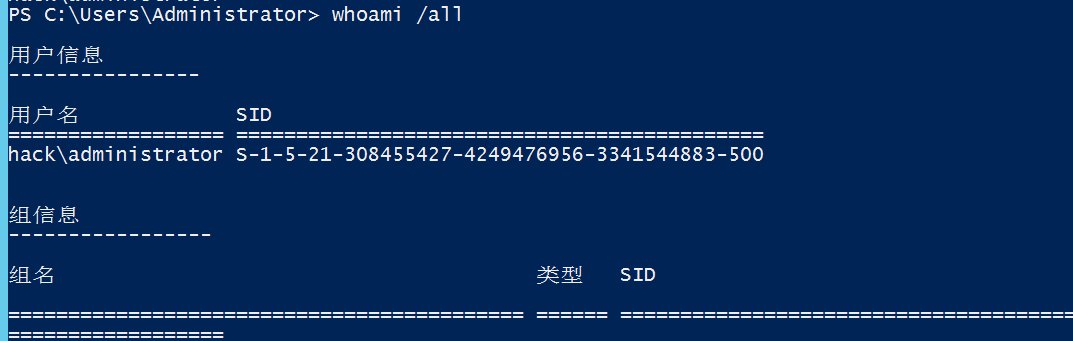 PS C:\Users\Administrator> whoami /all
用户信息
----------------
用户名 SID
================== ============================================
hack\administrator S-1-5-21-308455427-4249476956-3341544883-500
组信息
-----------------
组名 类型 SID
=========================================== ====== ======================================
==================